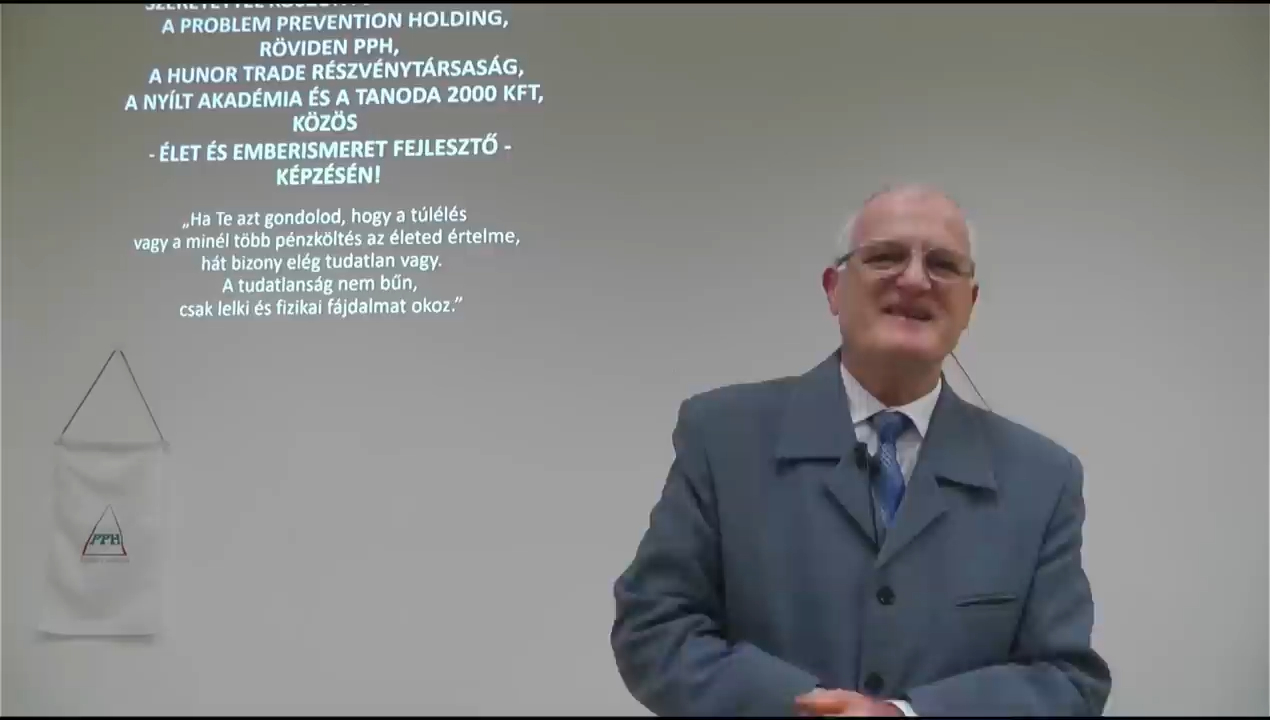 SZERETETTEL
A PROBLEM PREVENTION HOLDING,
RÖVIDEN PPH,
A HUNOR TRADE RÉSZVÉNYTÁRSASÁG,
A NYÍLT AKADÉMIA ÉS A TANODA 2000 KFT,
KÖZÖS
- ÉLET ÉS EMBERISMERET FEJLESZTŐ -
KÉPZÉSÉN!
„Ha Te azt gondolod, hogy a túlélés
vagy a minél több pénzköltés az életed értelme,
hát bizony elég tudatlan vagy.
A tudatlanság nem bűn,
csak lelki és fizikai fájdalmat okoz.”
PPH